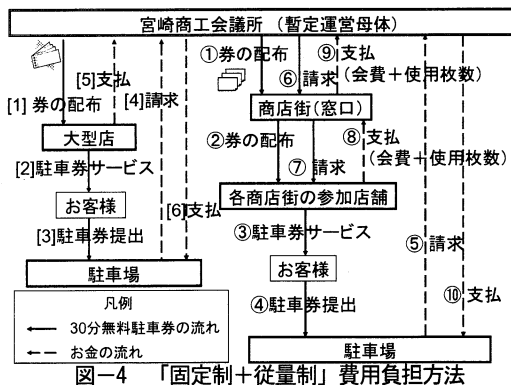 宮崎商工会議所（暫定運営母体）
[1] 券の配布
[5]支払
[4]請求
大型店
[2]駐車券サービス
お客様
[3]駐車券提出
[6]支払
駐車場
①券の配布
⑥ 請求
⑨ 支払
(会費＋使用枚数)
商店街(窓口)
②券の配布
⑦ 請求
⑧ 支払
(会費＋使用枚数)
各商店街の参加店舗
③駐車券サービス
お客様
④駐車券提出
⑤ 請求
⑩ 支払
駐車場
凡例
30分無料駐車券の流れ
お金の流れ
図－4 「固定制＋従量制」費用負担方法